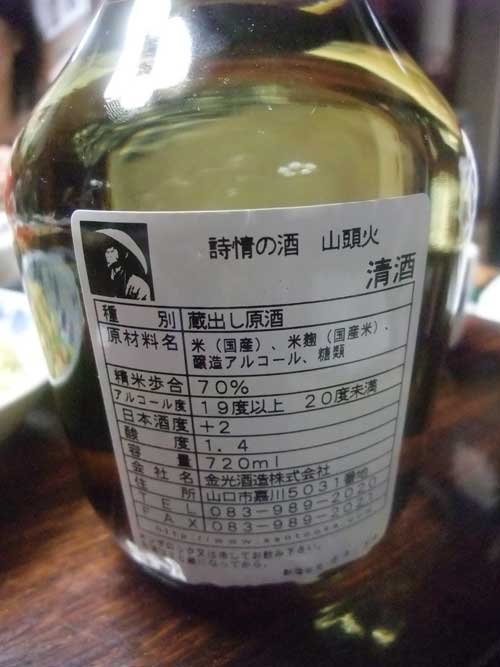 詩情の酒 山頭火
清酒
種 別 蔵出し原酒
原材料名 米(国産)、米麹(国産米)、
醸造アルコール、糖類
精米歩合 70%
アルコール度 19度以上 20度未満
日本酒度 +2
酸 度 1.4
容 量 720ml
会社名 金光酒造株式会社
住 所 山口市嘉川5031番地
TEL 083-989-2020
FAX 083-989-2021
http://www.santouka.com